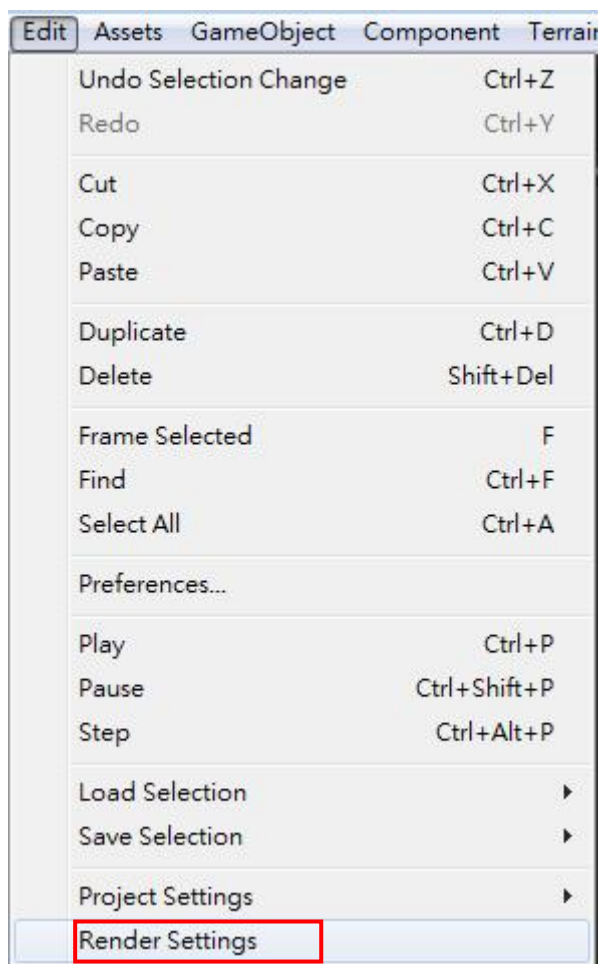 Edit Assets GameObject Component Terrain
Undo Selection Change Ctrl+Z
Redo Ctrl+Y
Cut Ctrl+X
Copy Ctrl+C
Paste Ctrl+V
Duplicate Ctrl+D
Delete Shift+Del
Frame Selected F
Find Ctrl+F
Select All Ctrl+A
Preferences...
Play Ctrl+P
Pause Ctrl+Shift+P
Step Ctrl+Alt+P
Load Selection
Save Selection
Project Settings
Render Settings